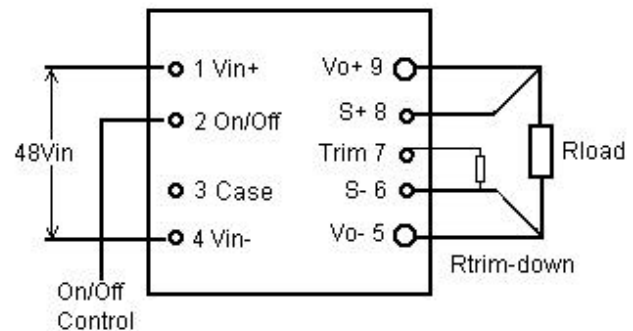 1 Vin+
Vo+ 9
2 On/Off
S+ 8
48Vin
Trim 7
Rload
3 Case
S- 6
4 Vin-
Vo- 5
Rtrim-down
On/Off
Control